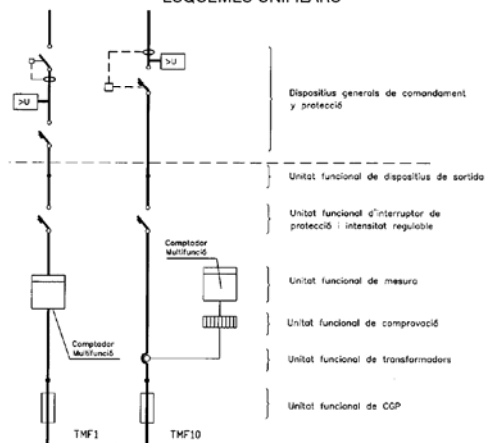 ESQUEMES UNIFILARS
>U
>U
Dispositius generals de comandament
y protecció
Unitat funcional de dispositius de sortida
Unitat funcional d'interruptor de
protecció i intensitat regulable
Comptador
Multifunció
Unitat funcional de mesura
Unitat funcional de comprovació
Comptador
Multifunció
Unitat funcional de transformadors
Unitat funcional de CGP
TMF1
TMF10